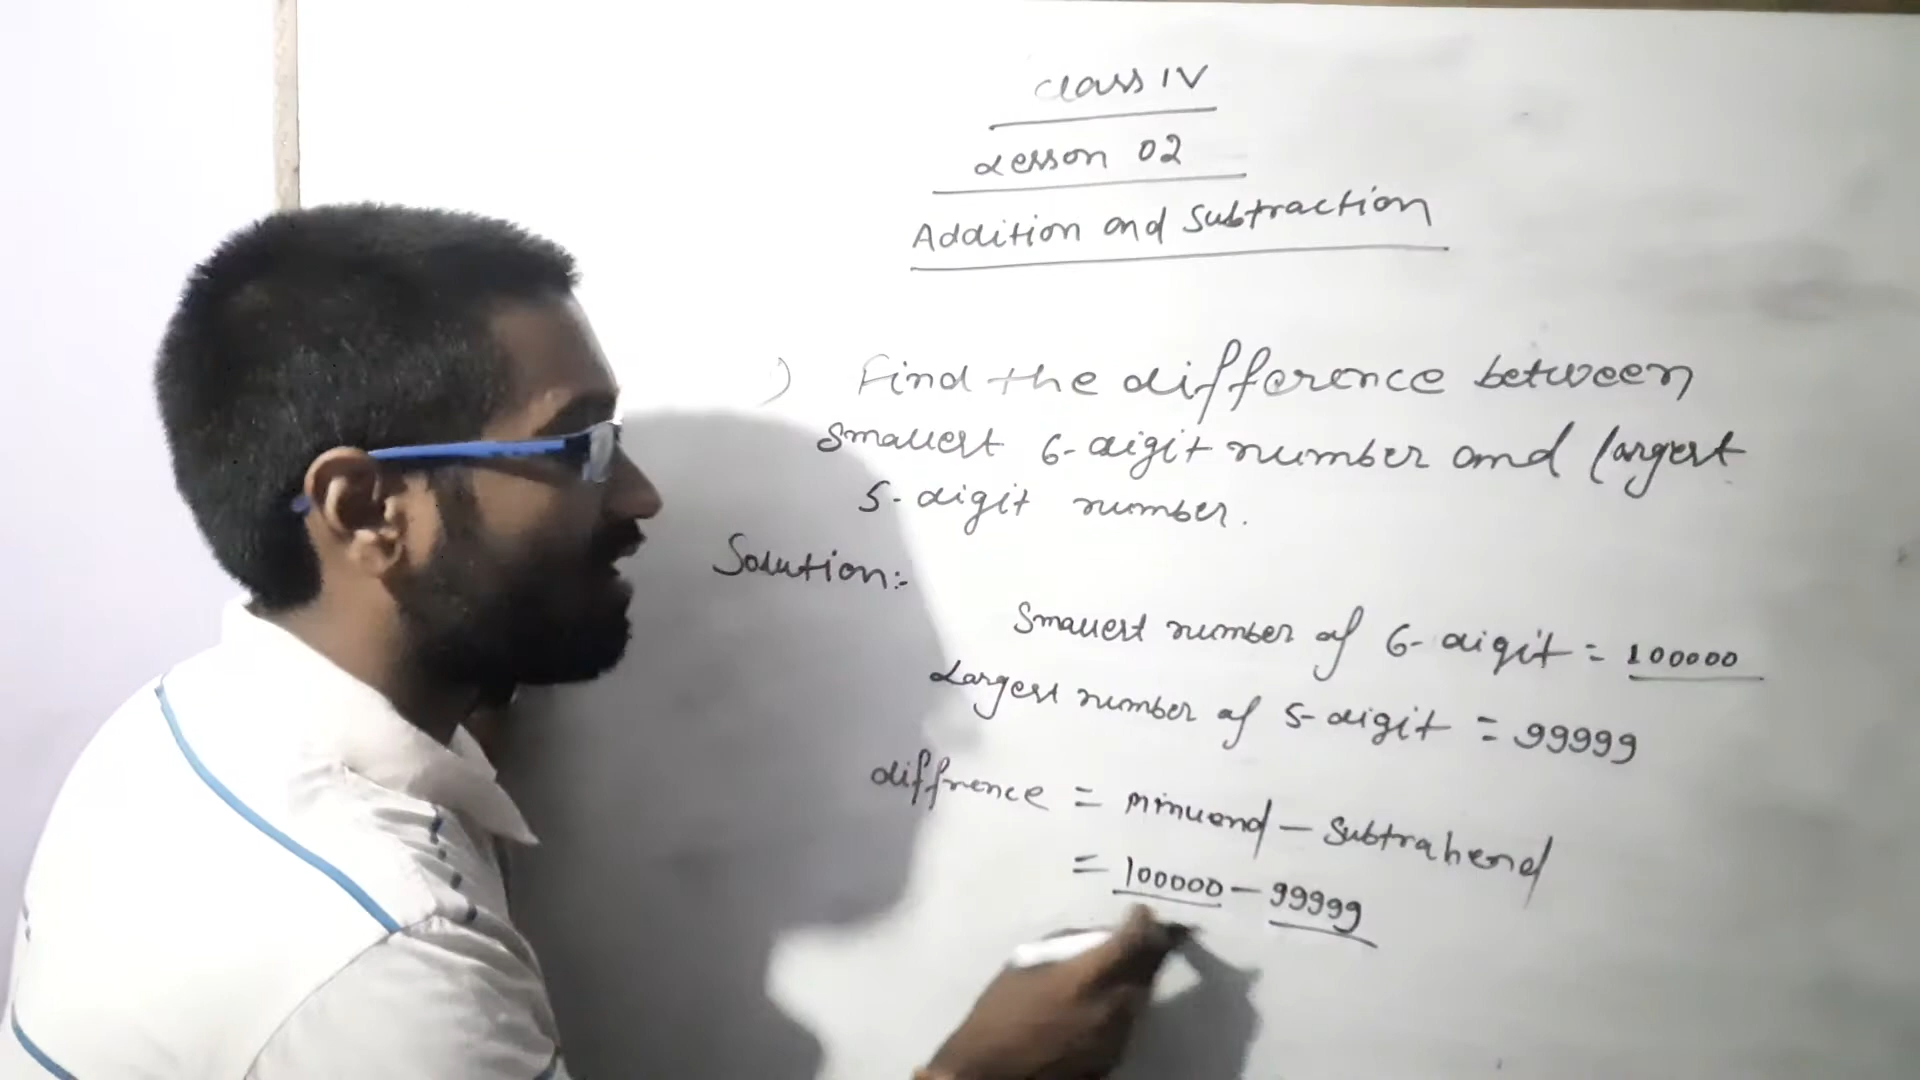 Class IV
Lesson 02
Addition and Subtraction
) Find the difference between
Smallest 6-digit number and largest
5-digit number.
Solution:-
Smallest number of 6-digit = 100000
Largest number of 5-digit = 99999
diffrence = Minuend - Subtrahend
= 100000 - 99999